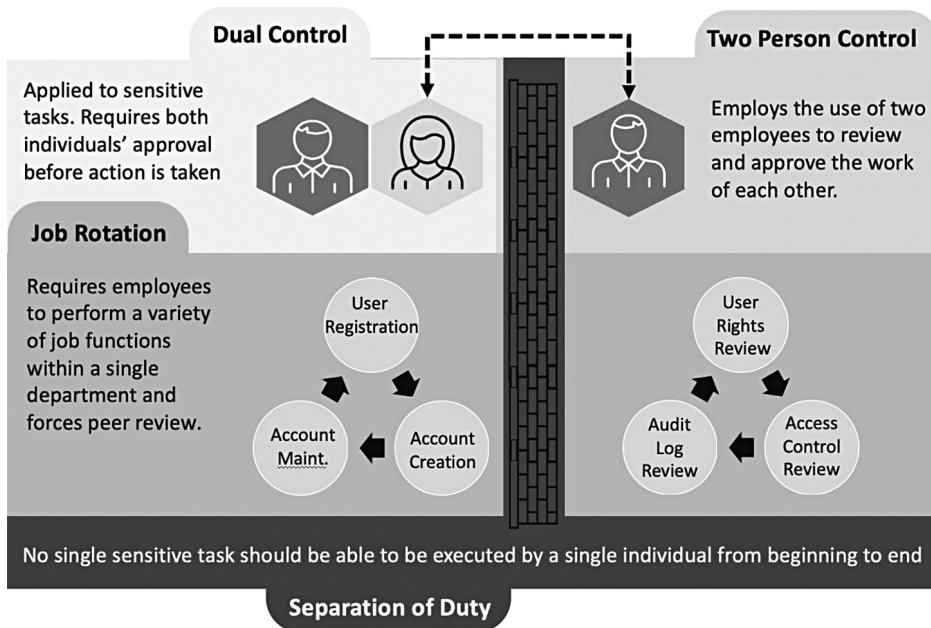 Dual Control
Applied to sensitive
tasks. Requires both
individuals’ approval
before action is taken
Two Person Control
Employs the use of two
employees to review
and approve the work
of each other.
Job Rotation
Requires employees
to perform a variety
of job functions
within a single
department and
forces peer review.
User
Registration
Account
Creation
Account
Maint.
User
Rights
Review
Access
Control
Review
Audit
Log
Review
No single sensitive task should be able to be executed by a single individual from beginning to end
Separation of Duty